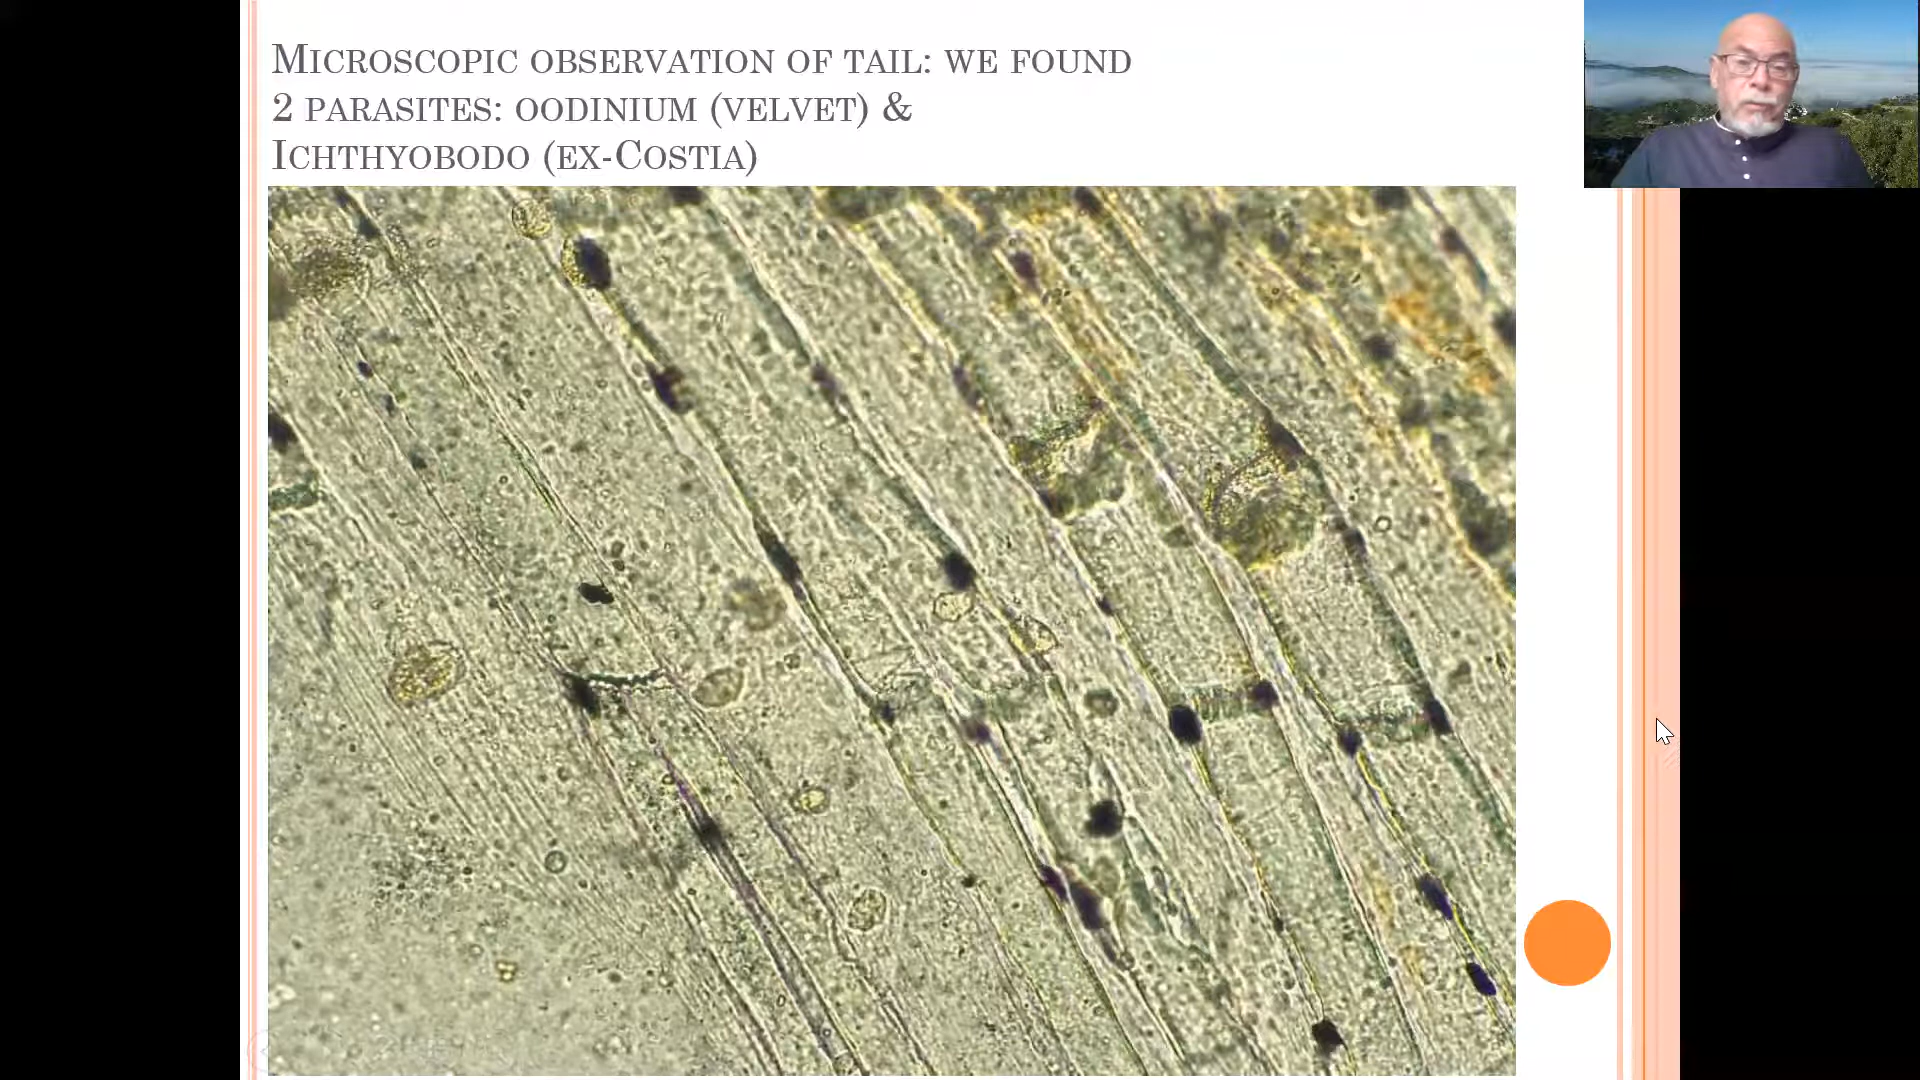 Microscopic observation of tail: we found
2 parasites: oodinium (velvet) &
Ichthyobodo (ex-Costia)